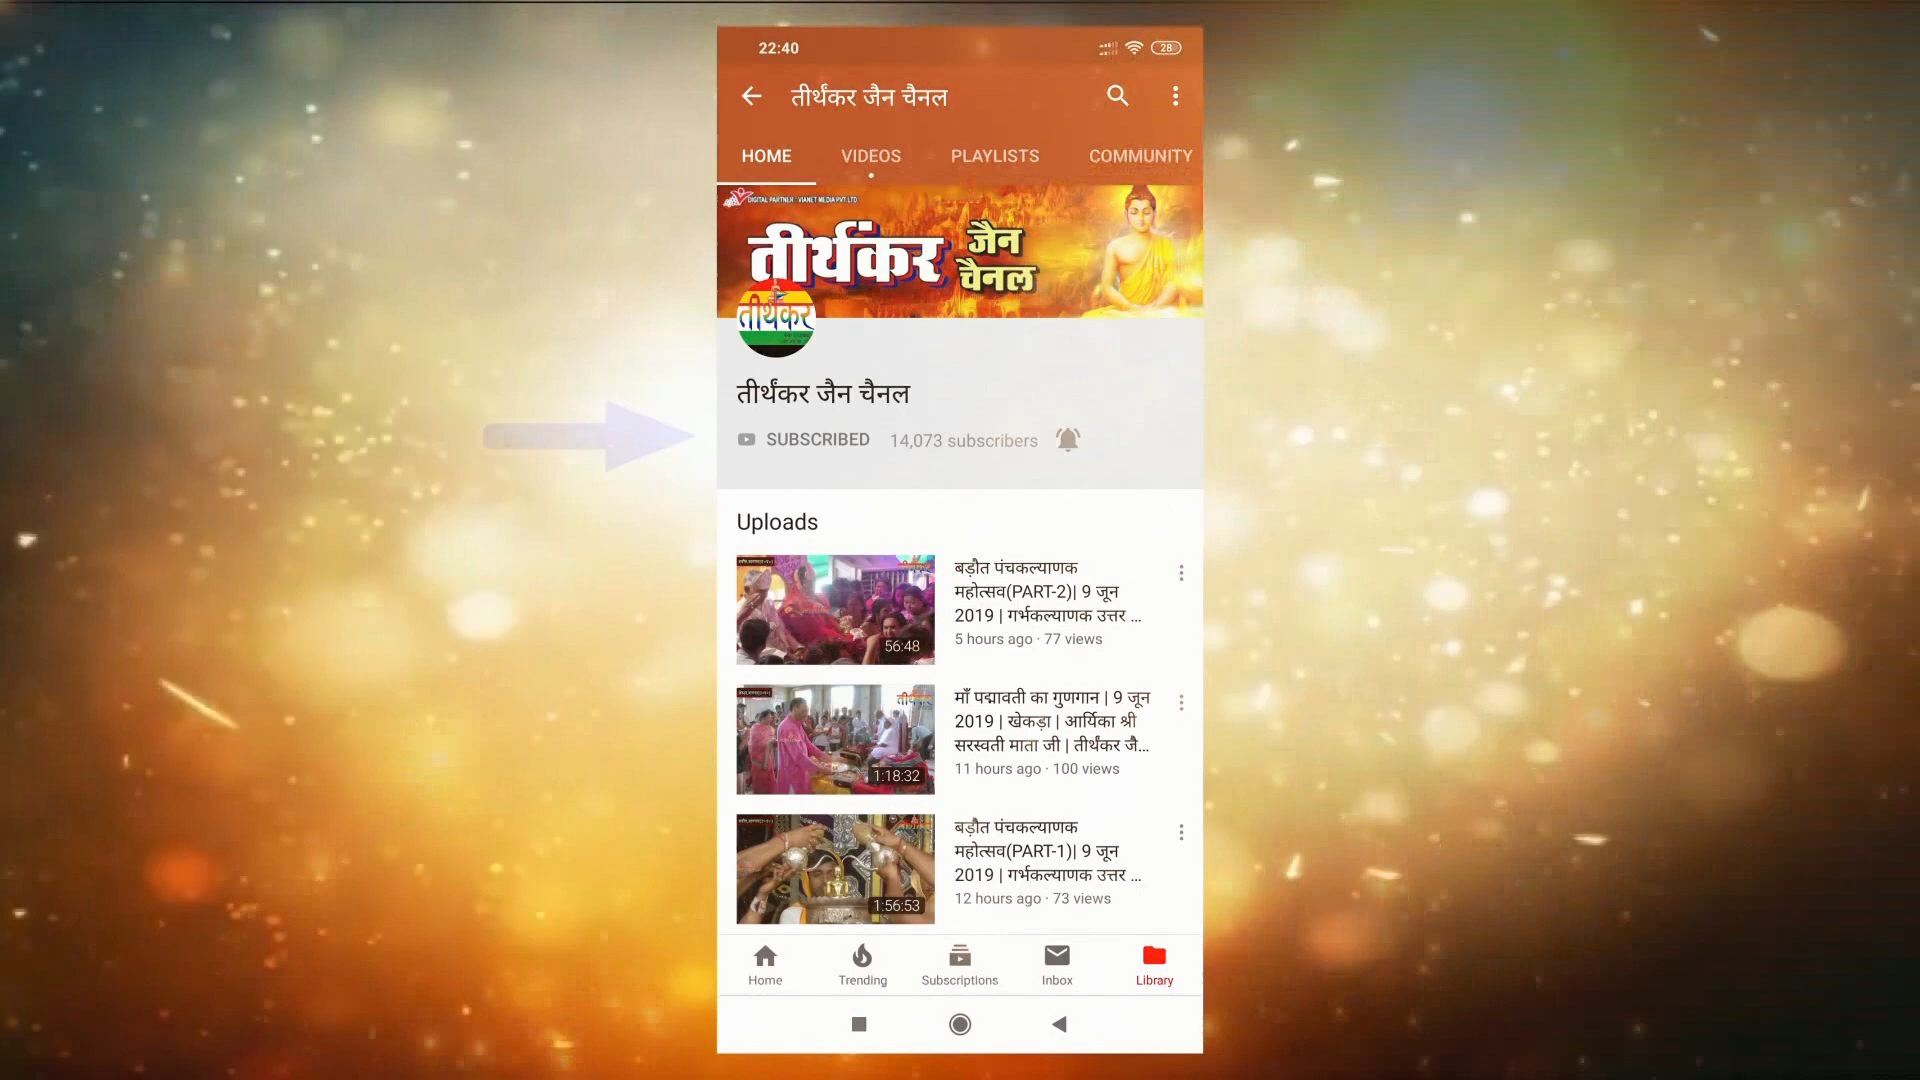 22:40
28
तीर्थंकर जैन चैनल
HOME VIDEOS PLAYLISTS COMMUNITY
DIGITAL PARTNER : VIANET MEDIA PVT LTD
तीर्थंकर जैन चैनल
तीर्थंकर
तीर्थंकर जैन चैनल
SUBSCRIBED 14,073 subscribers
Uploads
बड़ौत पंचकल्याणक
महोत्सव(PART-2)| 9 जून
2019 | गर्भकल्याणक उत्तर ...
5 hours ago · 77 views
56:48
माँ पद्मावती का गुणगान | 9 जून
2019 | खेकड़ा | आर्यिका श्री
सरस्वती माता जी | तीर्थंकर जै...
11 hours ago · 100 views
तीर्थंकर
1:18:32
बड़ौत पंचकल्याणक
महोत्सव(PART-1)| 9 जून
2019 | गर्भकल्याणक उत्तर ...
12 hours ago · 73 views
1:56:53
Home Trending Subscriptions Inbox Library